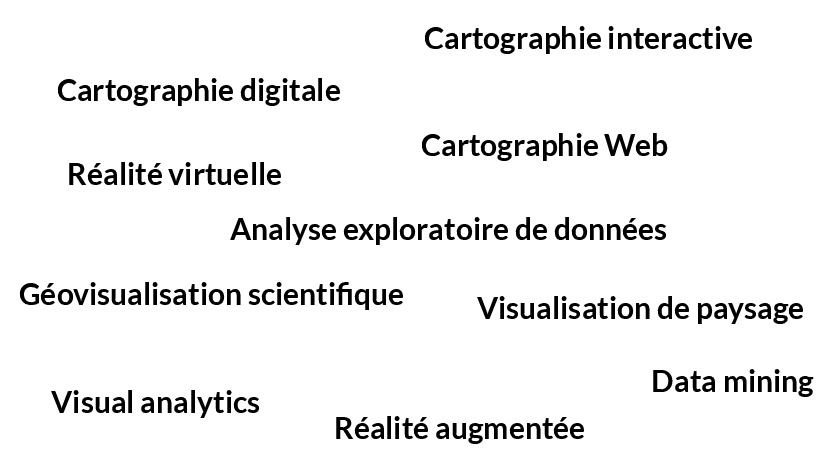 Cartographie interactive
Cartographie digitale
Cartographie Web
Réalité virtuelle
Analyse exploratoire de données
Géovisualisation scientifique
Visualisation de paysage
Data mining
Visual analytics
Réalité augmentée